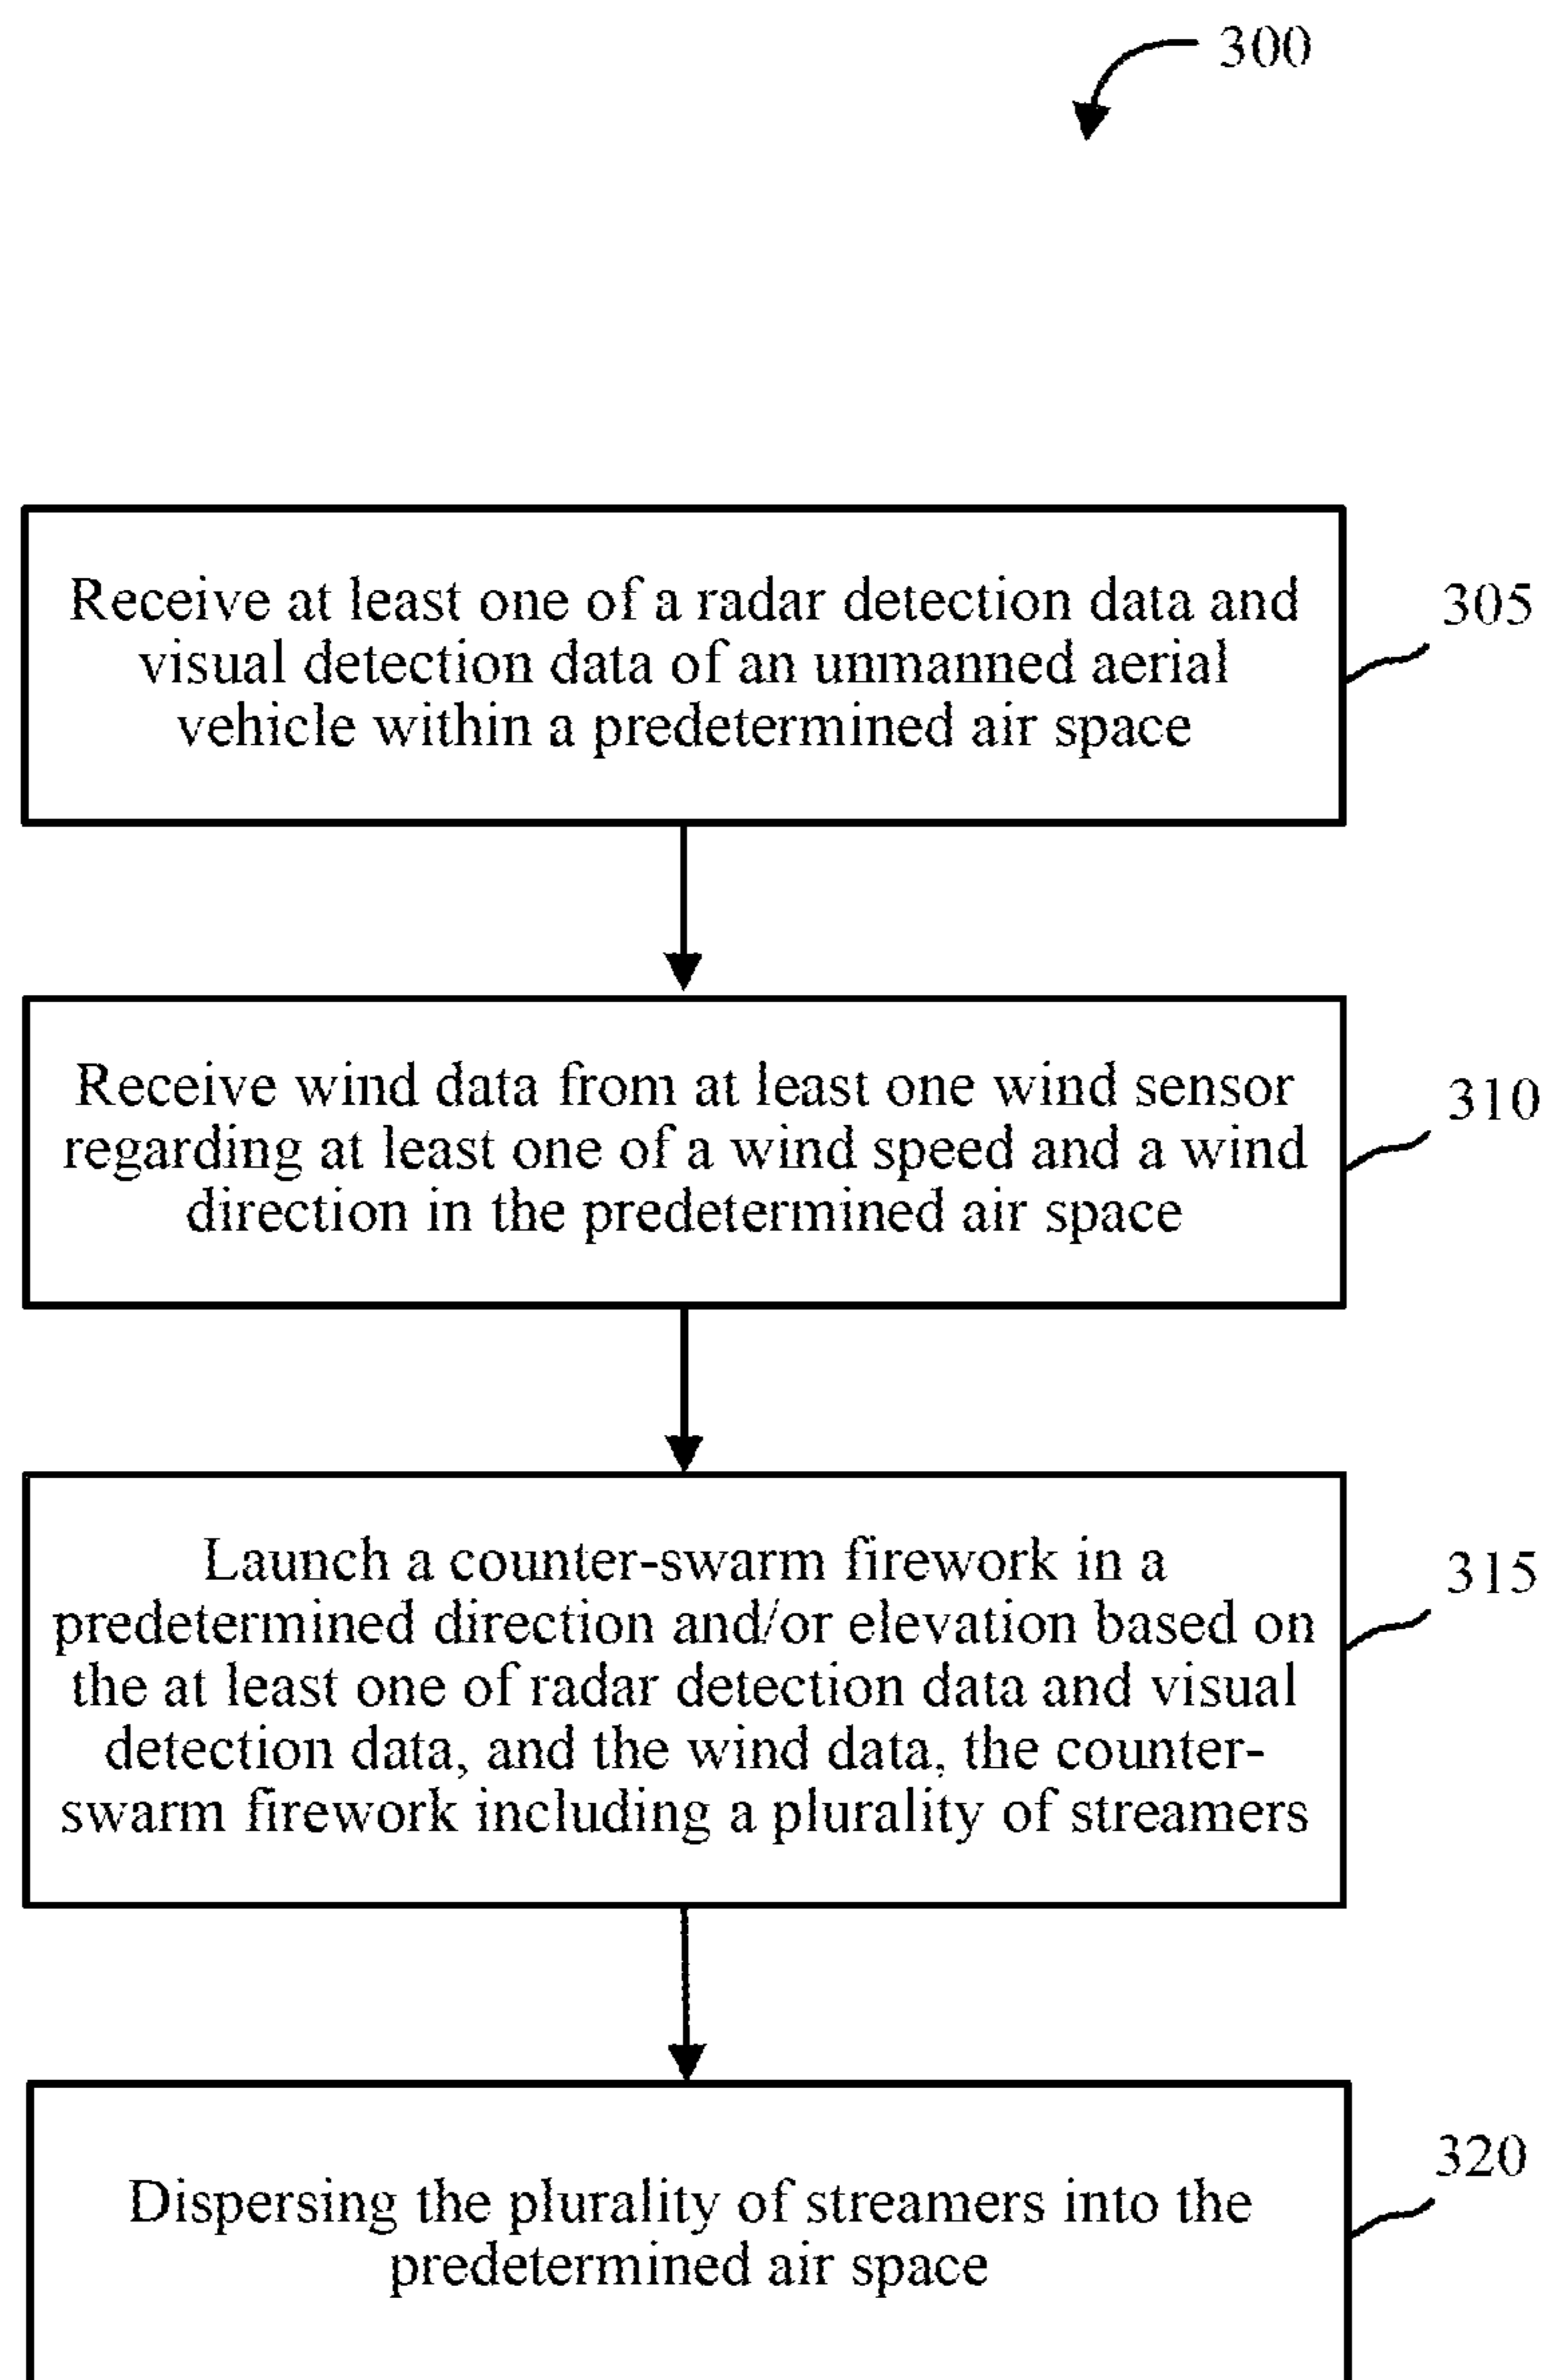 300
Receive at least one of a radar detection data and
visual detection data of an unmanned aerial
vehicle within a predetermined air space
305
Receive wind data from at least one wind sensor
regarding at least one of a wind speed and a wind
direction in the predetermined air space
310
Launch a counter-swarm firework in a
predetermined direction and/or elevation based on
the at least one of radar detection data and visual
detection data, and the wind data, the counter-
swarm firework including a plurality of streamers
315
Dispersing the plurality of streamers into the
predetermined air space
320